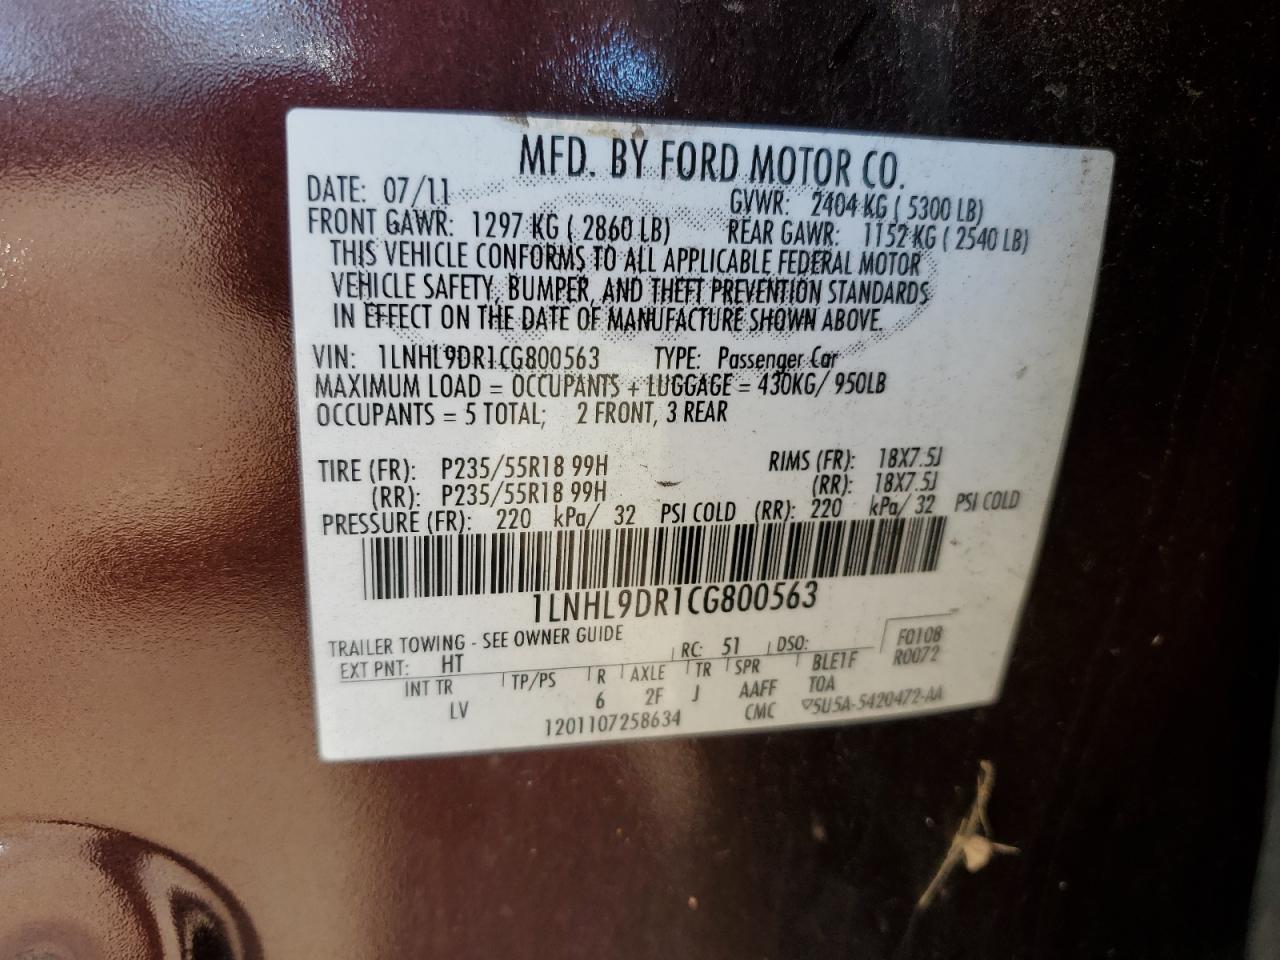 MFD. BY FORD MOTOR CO.
DATE: 07/11 GVWR: 2404 KG ( 5300 LB)
FRONT GAWR: 1297 KG ( 2860 LB) REAR GAWR: 1152 KG ( 2540 LB)
THIS VEHICLE CONFORMS TO ALL APPLICABLE FEDERAL MOTOR
VEHICLE SAFETY, BUMPER, AND THEFT PREVENTION STANDARDS
IN EFFECT ON THE DATE OF MANUFACTURE SHOWN ABOVE.
VIN: 1LNHL9DR1CG800563 TYPE: Passenger Car
MAXIMUM LOAD = OCCUPANTS + LUGGAGE = 430KG/ 950LB
OCCUPANTS = 5 TOTAL; 2 FRONT, 3 REAR
TIRE (FR): P235/55R18 99H RIMS (FR): 18X7.5J
(RR): P235/55R18 99H (RR): 18X7.5J
PRESSURE (FR): 220 kPa/ 32 PSI COLD (RR): 220 kPa/ 32 PSI COLD
1LNHL9DR1CG800563
TRAILER TOWING - SEE OWNER GUIDE
EXT PNT: HT RC: 51 DSO: F0108
R0072
INT TR TP/PS R AXLE TR SPR BLE1F
LV 6 2F J AAFF TOA
1201107258634 CMC ▽5U5A-5420472-AA